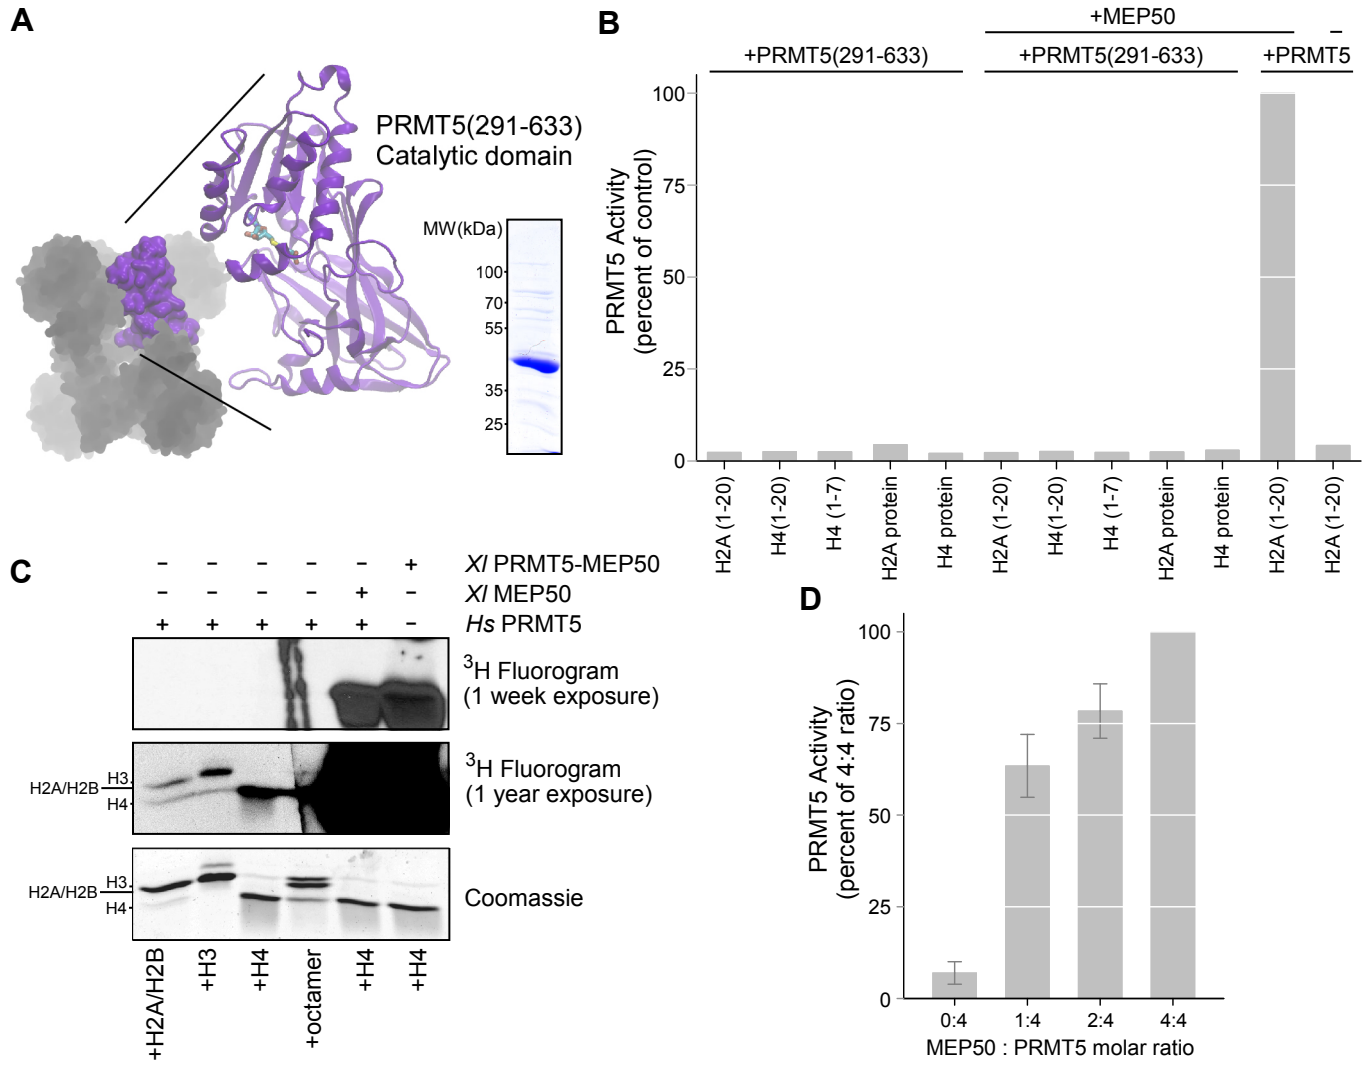 A
PRMT5(291-633)
Catalytic domain
MW(kDa)
100
70
55
35
25
B
+MEP50
–
+PRMT5(291-633)
+PRMT5(291-633)
+PRMT5
PRMT5 Activity
(percent of control)
100
75
50
25
0
H2A (1-20)
H4(1-20)
H4 (1-7)
H2A protein
H4 protein
H2A (1-20)
H4(1-20)
H4 (1-7)
H2A protein
H4 protein
H2A (1-20)
H2A (1-20)
C
– – – – – + Xl PRMT5-MEP50
– – – – + – Xl MEP50
+ + + + + – Hs PRMT5
3H Fluorogram
(1 week exposure)
H3
H2A/H2B
H4
3H Fluorogram
(1 year exposure)
H3
H2A/H2B
H4
Coomassie
+H2A/H2B
+H3
+H4
+octamer
+H4
+H4
D
PRMT5 Activity
(percent of 4:4 ratio)
100
75
50
25
0
0:4 1:4 2:4 4:4
MEP50 : PRMT5 molar ratio